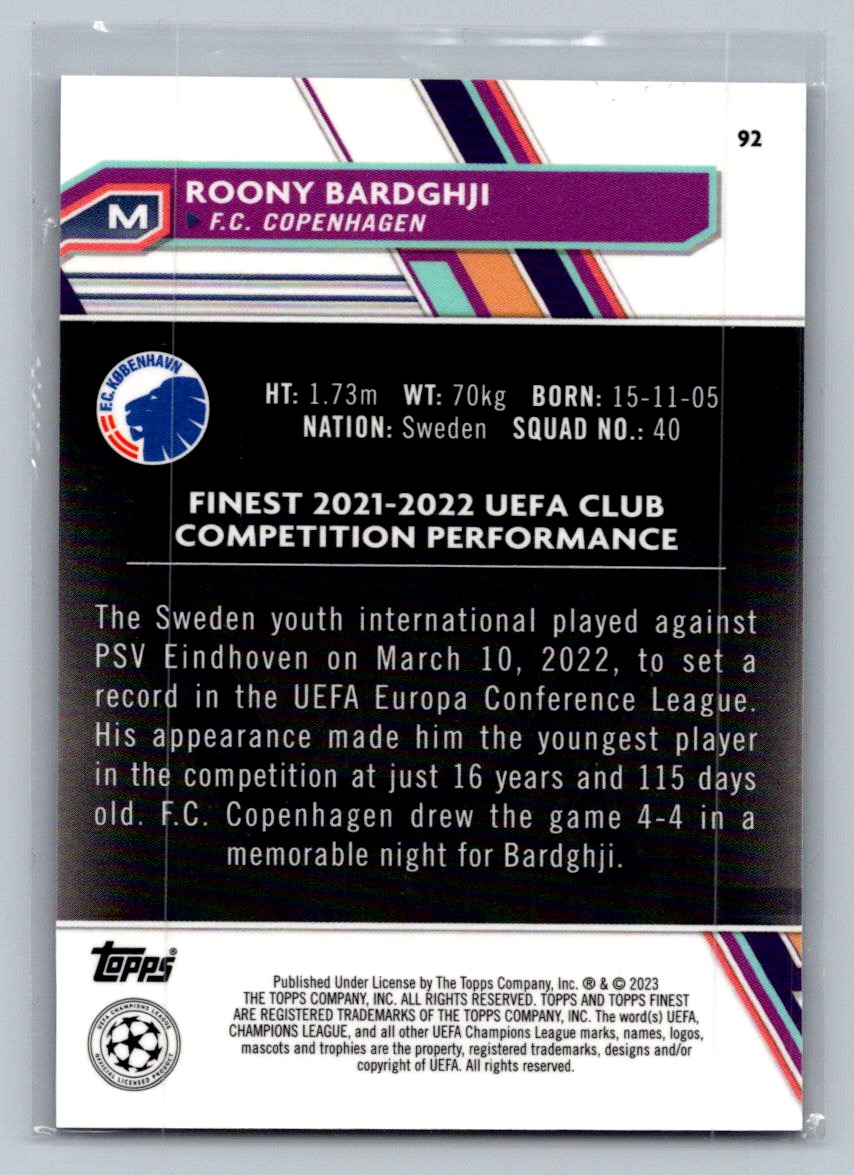 92
ROONY BARDGHJI
M
F.C. COPENHAGEN
F.C. KØBENHAVN
HT: 1.73m WT: 70kg BORN: 15-11-05
NATION: Sweden SQUAD NO.: 40
FINEST 2021-2022 UEFA CLUB
COMPETITION PERFORMANCE
The Sweden youth international played against
PSV Eindhoven on March 10, 2022, to set a
record in the UEFA Europa Conference League.
His appearance made him the youngest player
in the competition at just 16 years and 115 days
old. F.C. Copenhagen drew the game 4-4 in a
memorable night for Bardghji.
Topps®
Published Under License by The Topps Company, Inc. ® & © 2023
THE TOPPS COMPANY, INC. ALL RIGHTS RESERVED. TOPPS AND TOPPS FINEST
ARE REGISTERED TRADEMARKS OF THE TOPPS COMPANY, INC. The word(s) UEFA,
CHAMPIONS LEAGUE, and all other UEFA Champions League marks, names, logos,
mascots and trophies are the property, registered trademarks, designs and/or
copyright of UEFA. All rights reserved.
UEFA CHAMPIONS LEAGUE
OFFICIAL LICENSED PRODUCT